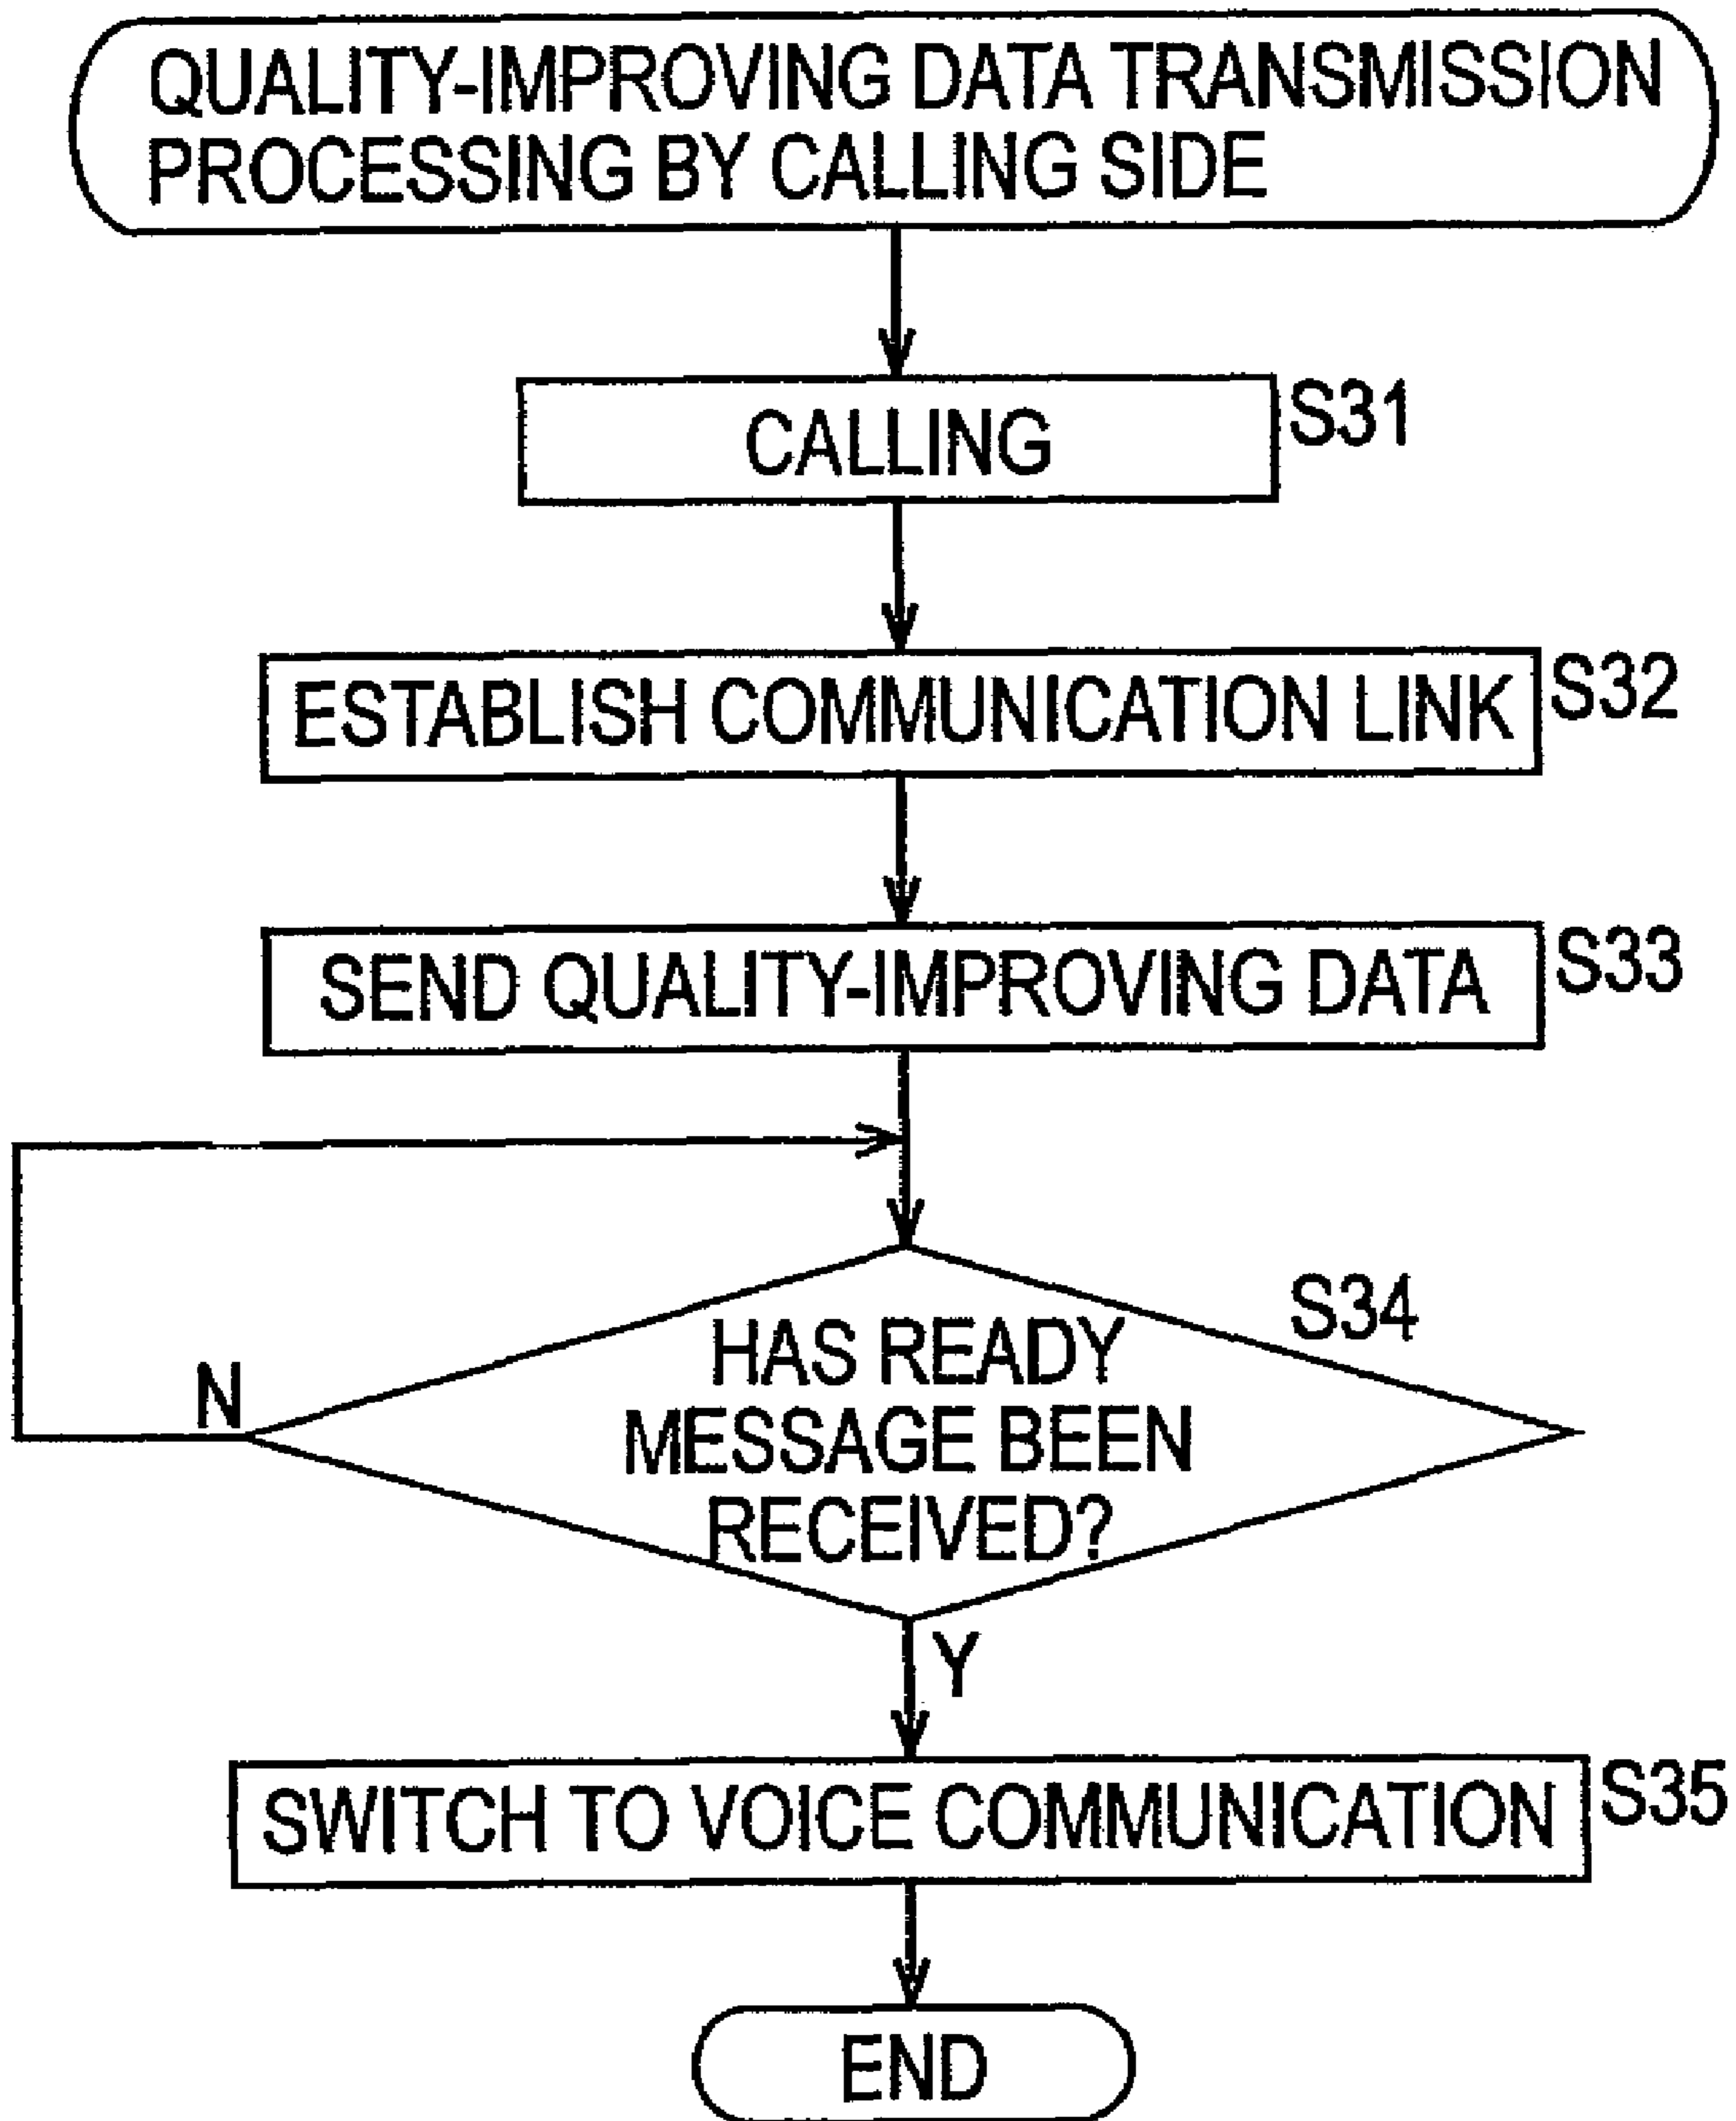 QUALITY-IMPROVING DATA TRANSMISSION
PROCESSING BY CALLING SIDE
CALLING
S31
ESTABLISH COMMUNICATION LINK
S32
SEND QUALITY-IMPROVING DATA
S33
S34
HAS READY
MESSAGE BEEN
RECEIVED?
N
Y
SWITCH TO VOICE COMMUNICATION
S35
END